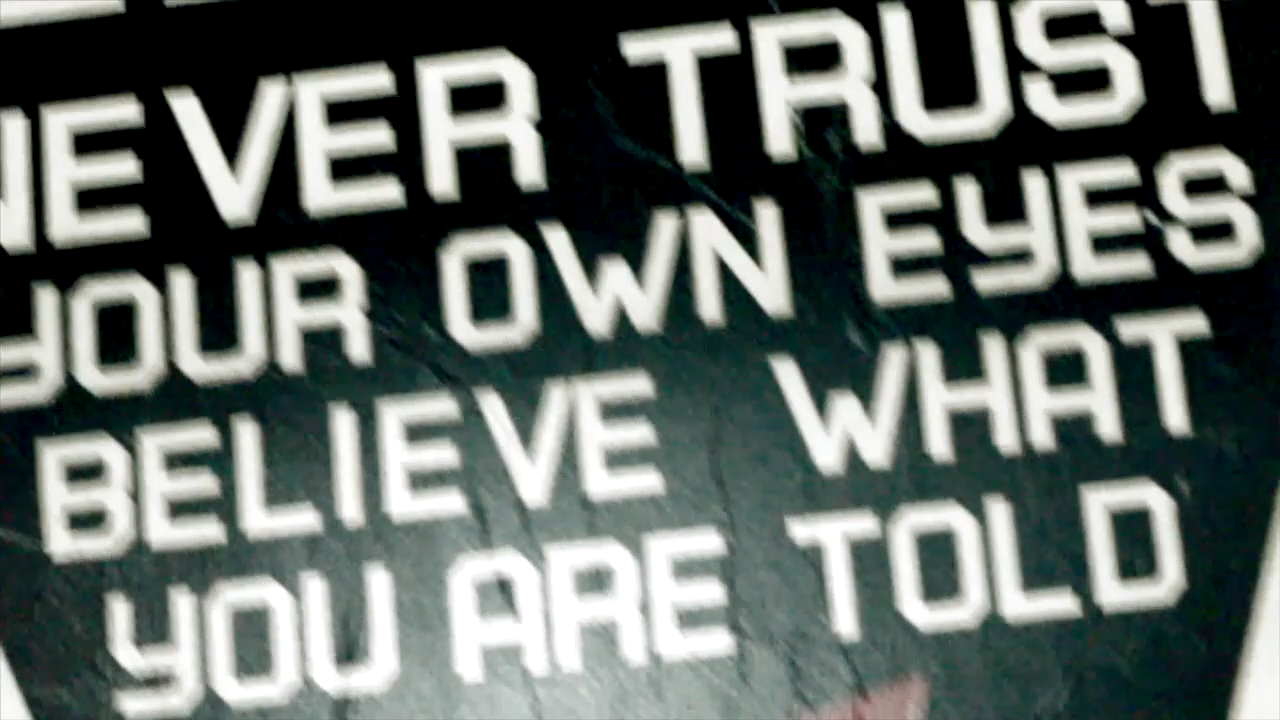 NEVER TRUST
YOUR OWN EYES
BELIEVE WHAT
YOU ARE TOLD